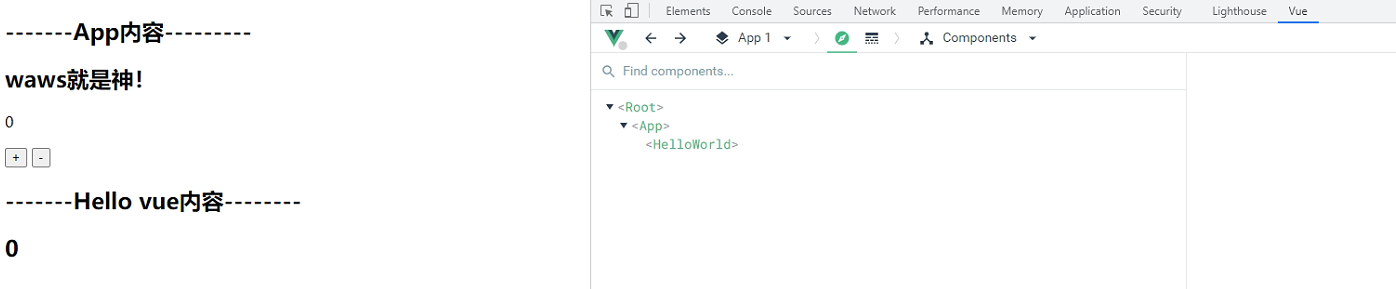 -------App内容---------
waws就是神！
0
+ -
-------Hello vue内容--------
0
Elements Console Sources Network Performance Memory Application Security Lighthouse Vue
App 1 Components
Find components...
<Root>
<App>
<HelloWorld>